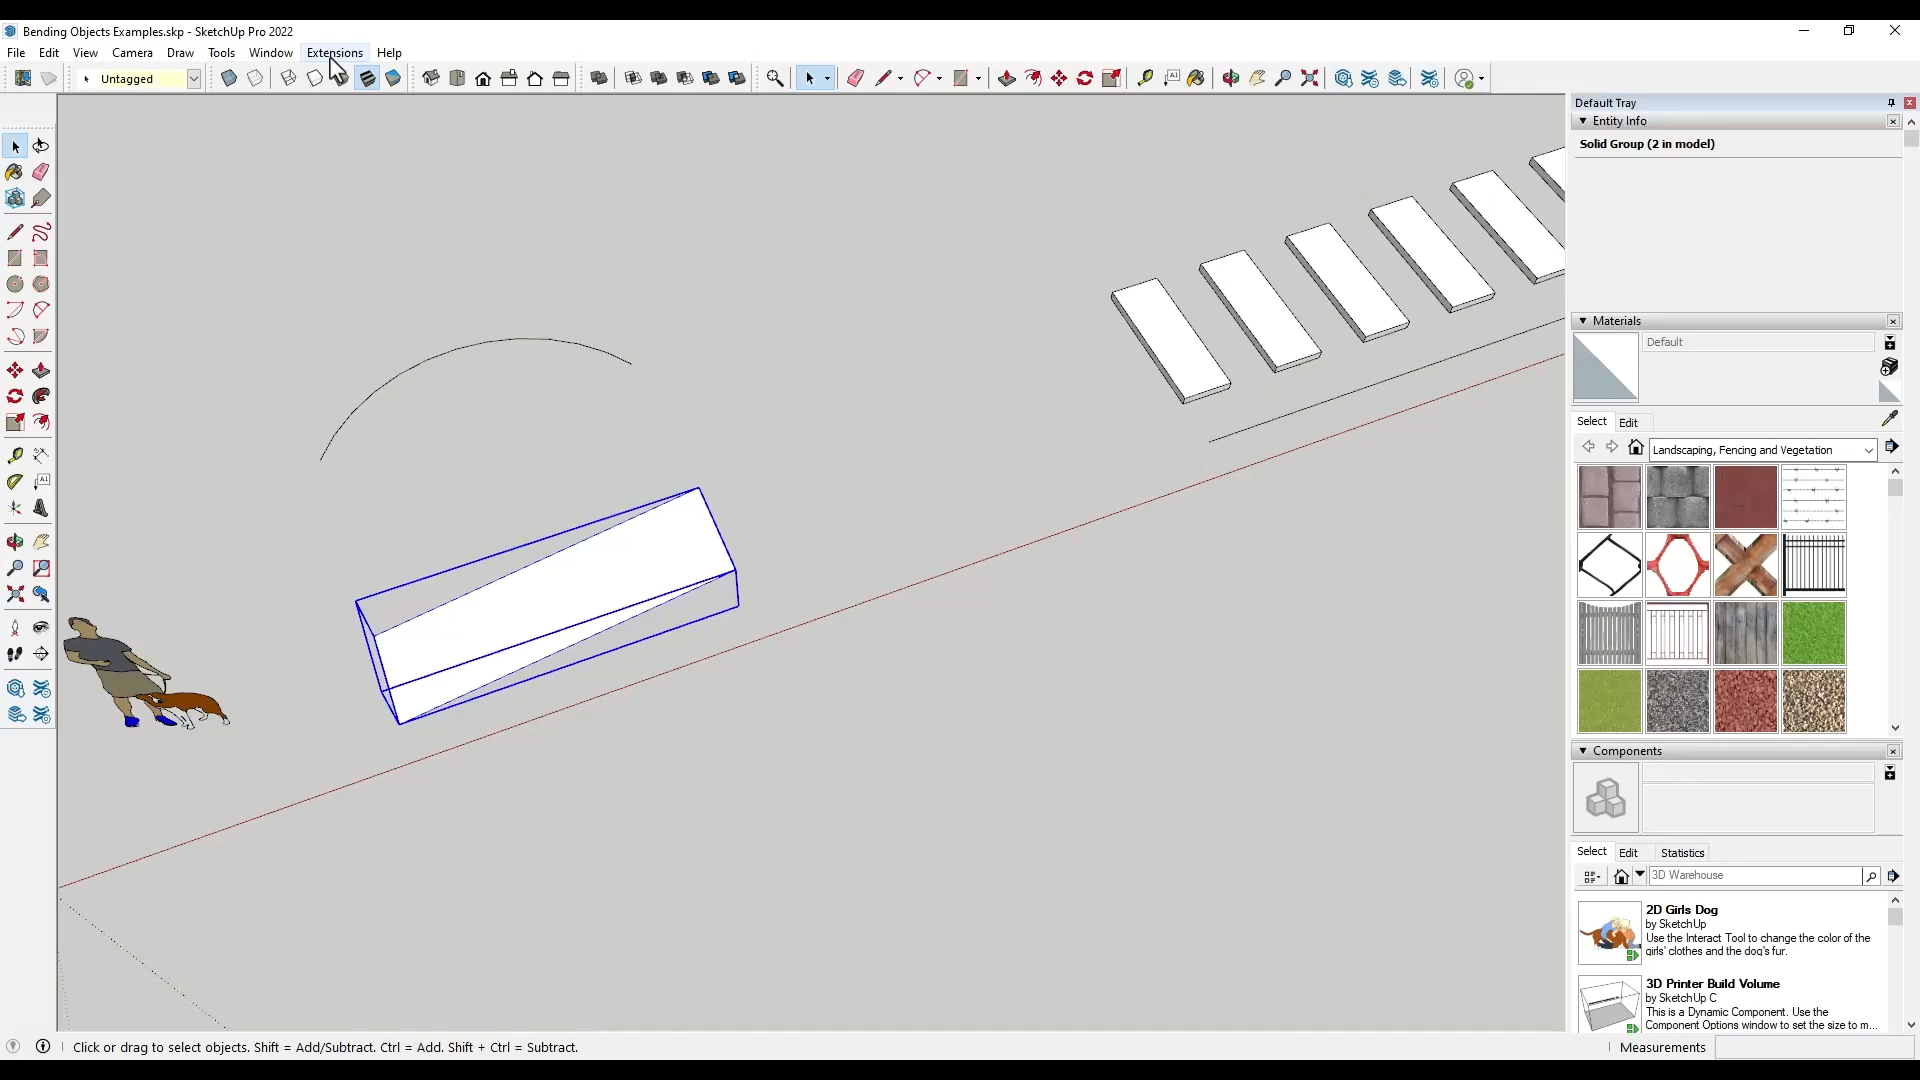 Bending Objects Examples.skp - SketchUp Pro 2022
File Edit View Camera Draw Tools Window Extensions Help
Untagged
Default Tray
Entity Info
Solid Group (2 in model)
Materials
Default
Select Edit
Landscaping, Fencing and Vegetation
Components
Select Edit Statistics
3D Warehouse
2D Girls Dog
by SketchUp
Use the Interact Tool to change the color of the
girls' clothes and the dog's fur.
3D Printer Build Volume
by SketchUp C
This is a Dynamic Component. Use the
Component Options window to set the size to m...
Click or drag to select objects. Shift = Add/Subtract. Ctrl = Add. Shift + Ctrl = Subtract.
Measurements